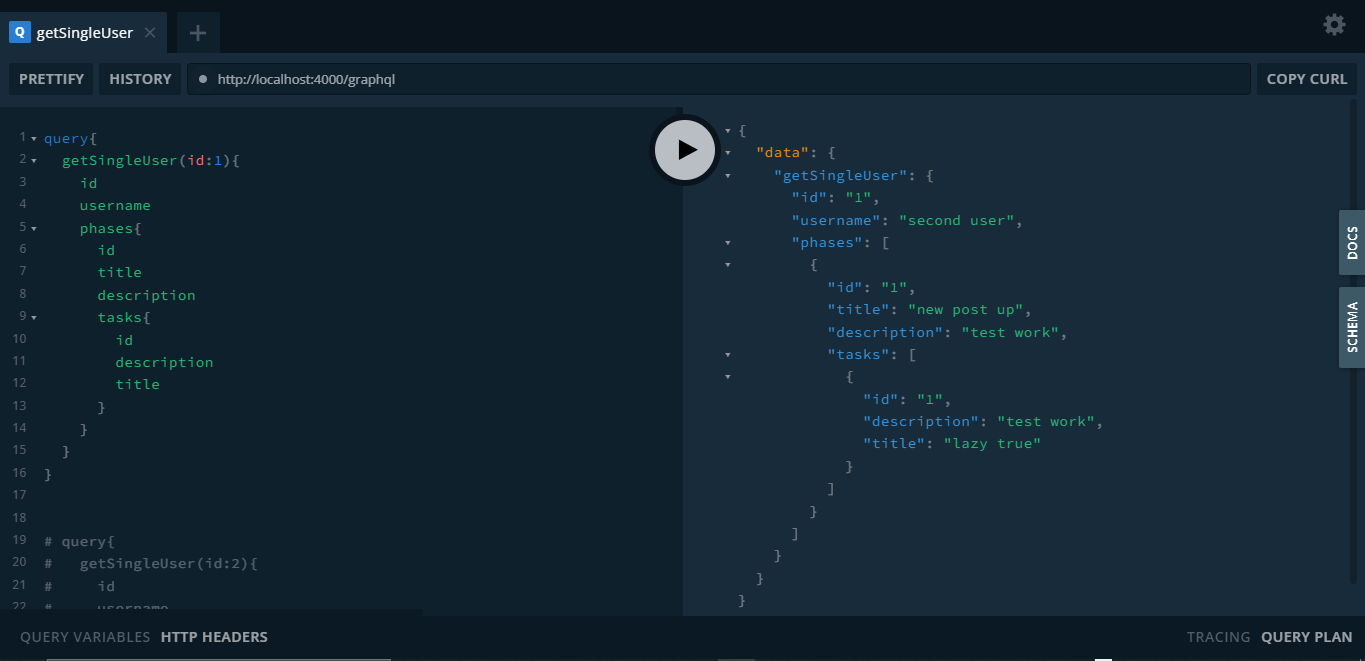 Q getSingleUser × +
PRETTIFY HISTORY http://localhost:4000/graphql COPY CURL
1 query{
2 getSingleUser(id:1){
3 id
4 username
5 phases{
6 id
7 title
8 description
9 tasks{
10 id
11 description
12 title
13 }
14 }
15 }
16 }
17
18
19 # query{
20 # getSingleUser(id:2){
21 # id
22 # username
{
"data": {
"getSingleUser": {
"id": "1",
"username": "second user",
"phases": [
{
"id": "1",
"title": "new post up",
"description": "test work",
"tasks": [
{
"id": "1",
"description": "test work",
"title": "lazy true"
}
]
}
]
}
}
}
DOCS
SCHEMA
QUERY VARIABLES HTTP HEADERS
TRACING QUERY PLAN